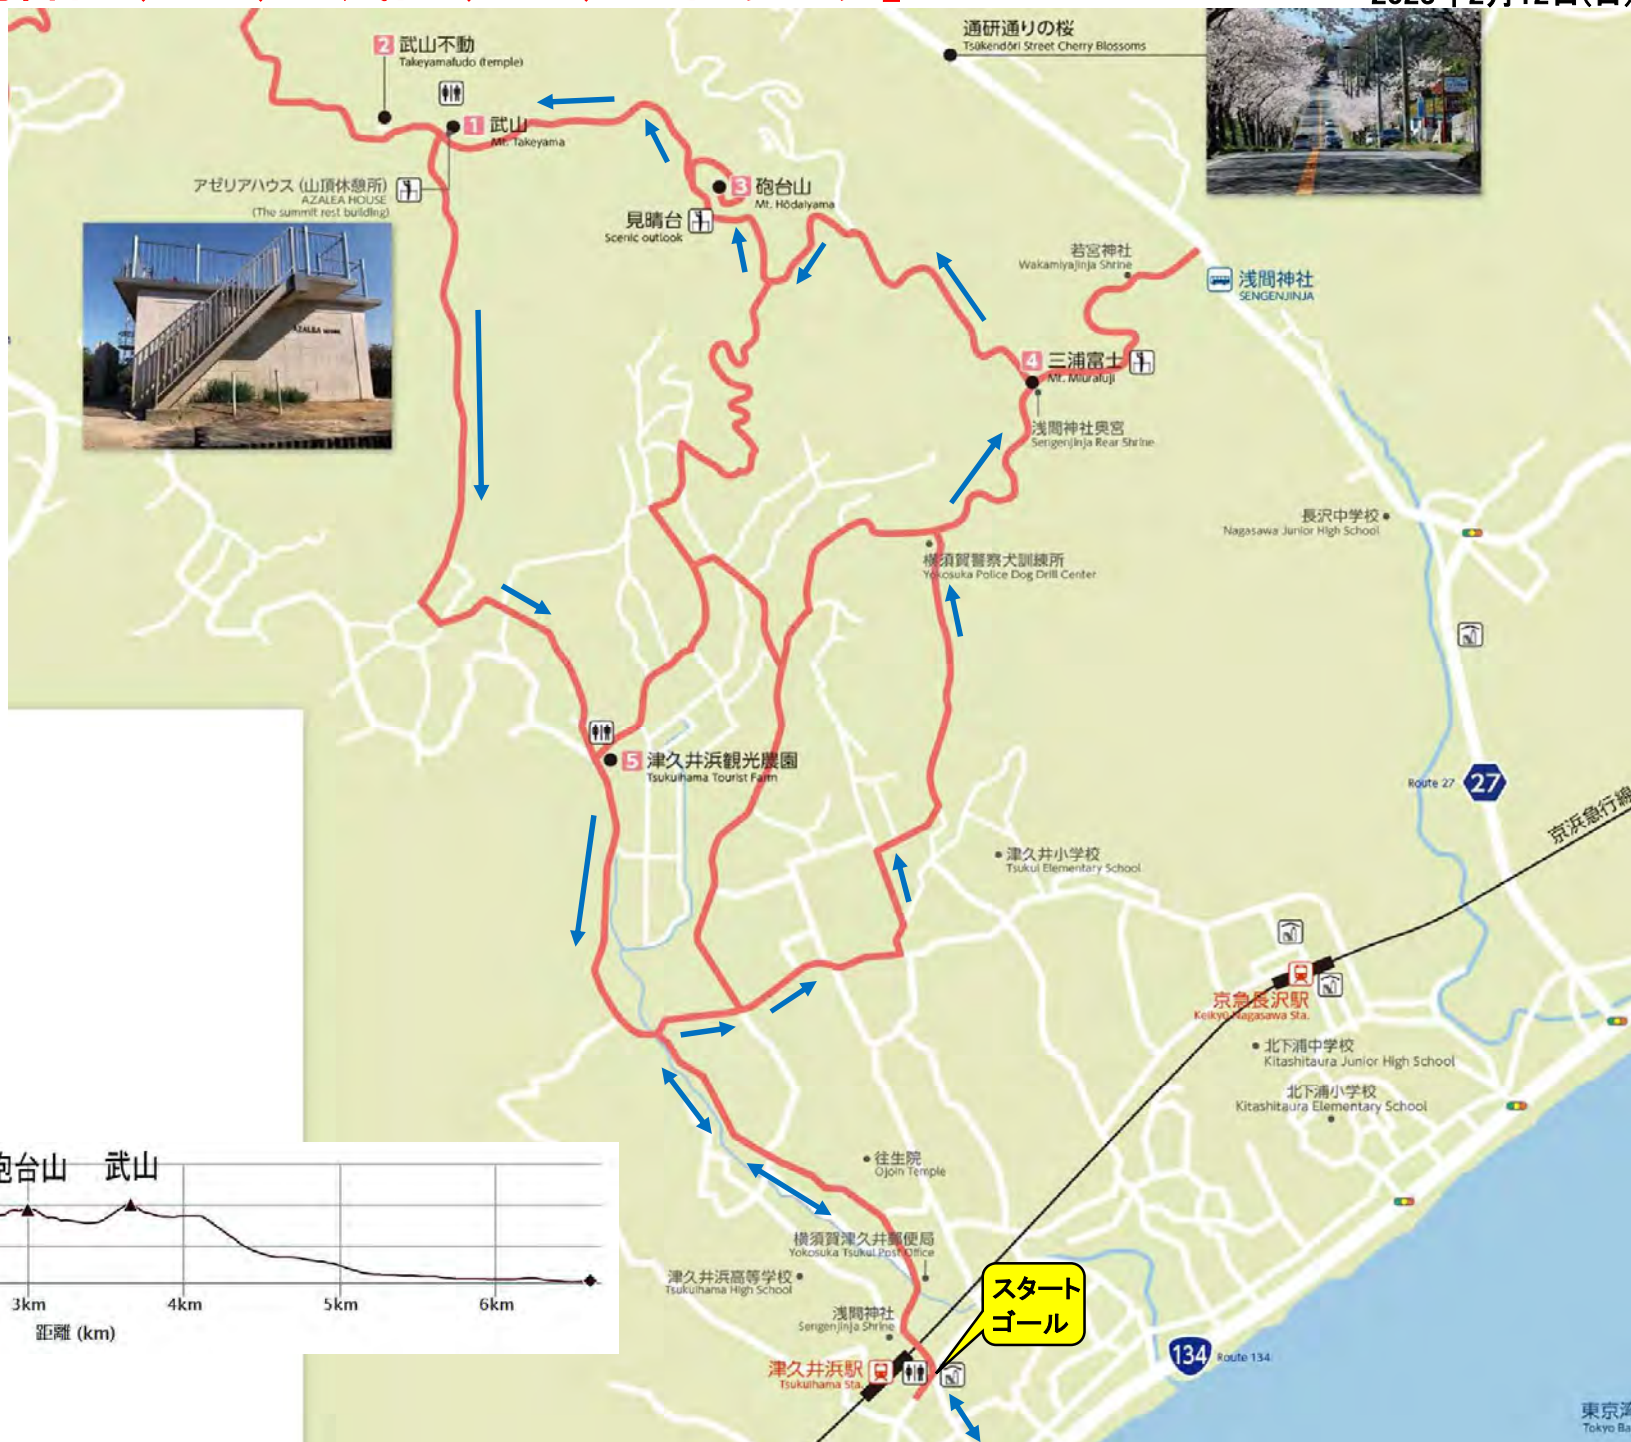 通研通りの桜
Tsūkendōri Street Cherry Blossoms
2 武山不動
Takeyamafudo (temple)
1 武山
Mt. Takeyama
アゼリアハウス (山頂休憩所)
AZALEA HOUSE
(The summit rest building)
3 砲台山
Mt. Hōdaiyama
見晴台
Scenic outlook
若宮神社
Wakamiyajinja Shrine
浅間神社
SENGENJINJA
4 三浦富士
Mt. Miurafuji
浅間神社奥宮
Sengenjinja Rear Shrine
長沢中学校
Nagasawa Junior High School
横須賀警察犬訓練所
Yokosuka Police Dog Drill Center
5 津久井浜観光農園
Tsukuihama Tourist Farm
Route 27
27
京浜急行線
津久井小学校
Tsukui Elementary School
京急長沢駅
Keikyū Nagasawa Sta.
北下浦中学校
Kitashitaura Junior High School
北下浦小学校
Kitashitaura Elementary School
往生院
Ojoin Temple
横須賀津久井郵便局
Yokosuka Tsukui Post Office
津久井浜高等学校
Tsukuihama High School
浅間神社
Sengenjinja Shrine
スタート
ゴール
津久井浜駅
Tsukuihama Sta.
134
Route 134
東京湾
Tokyo Ba
台山 武山
3km 4km 5km 6km
距離 (km)